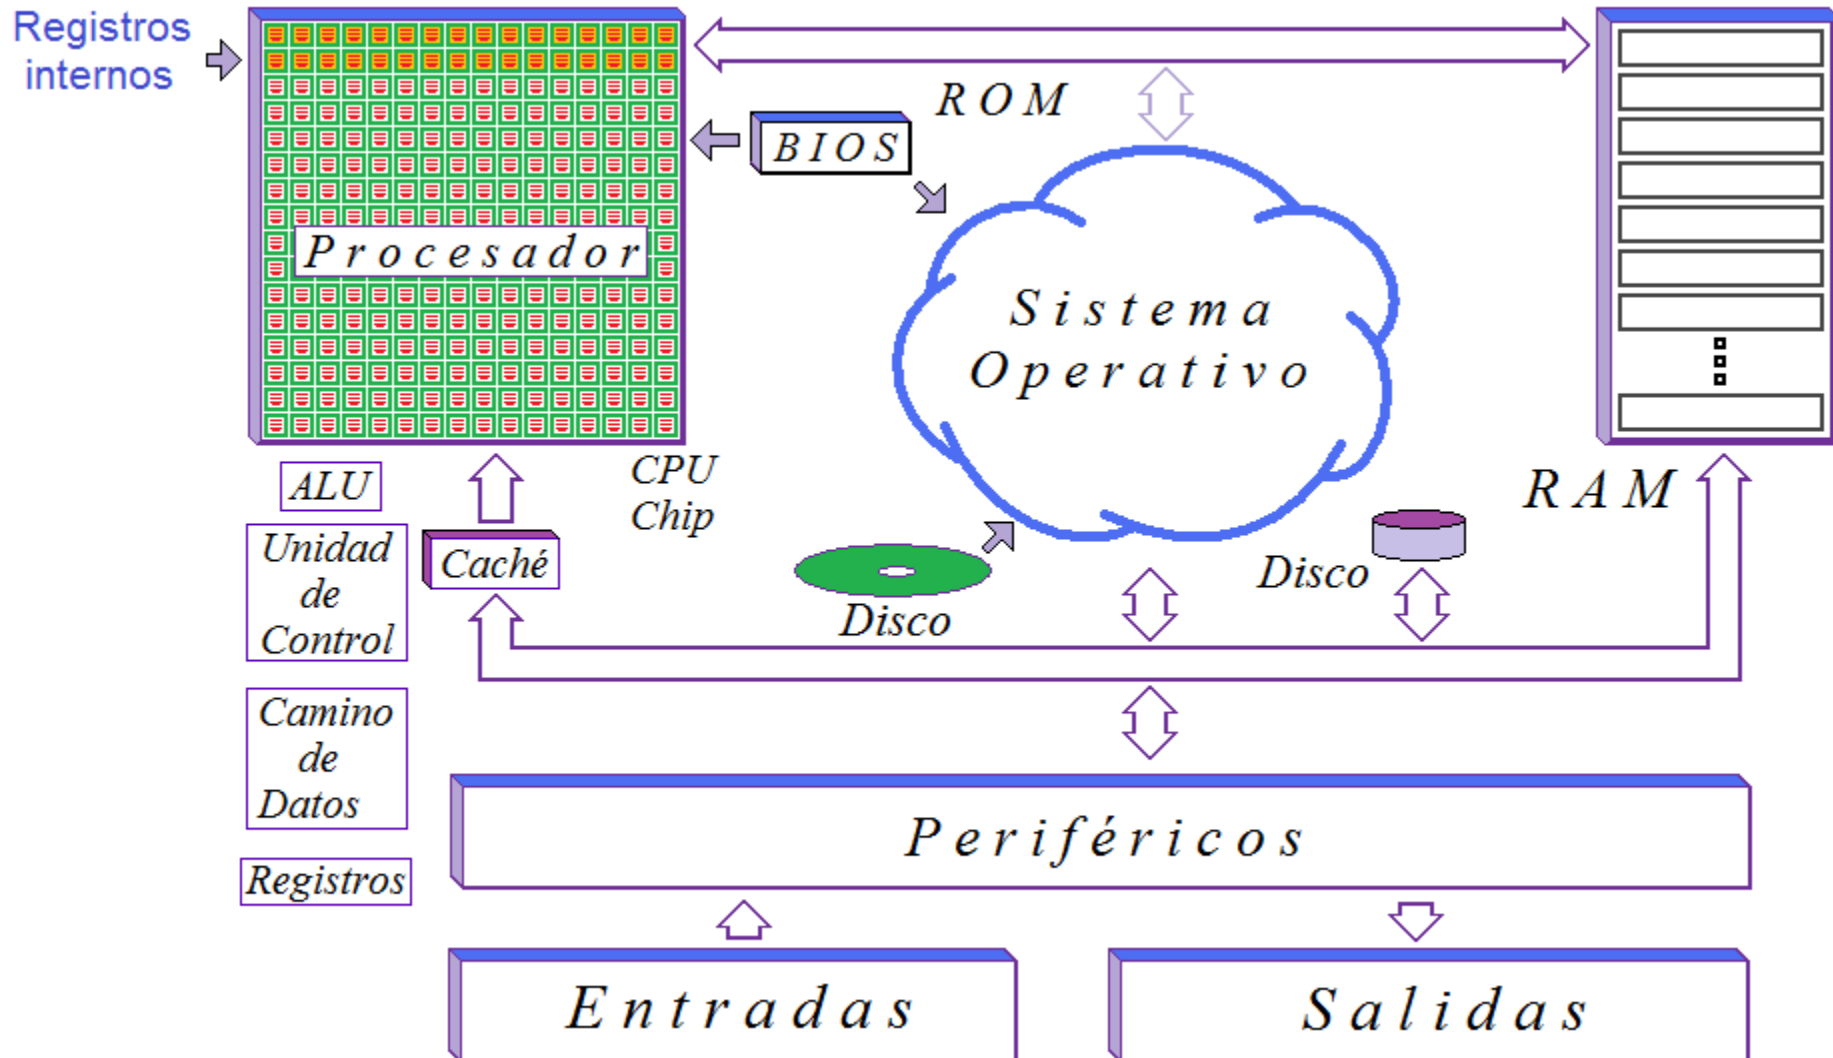 Registros
internos
ROM
BIOS
Procesador
Sistema
Operativo
CPU
Chip
ALU
RAM
Unidad
de
Control
Caché
Disco
Disco
Camino
de
Datos
Periféricos
Registros
Entradas
Salidas